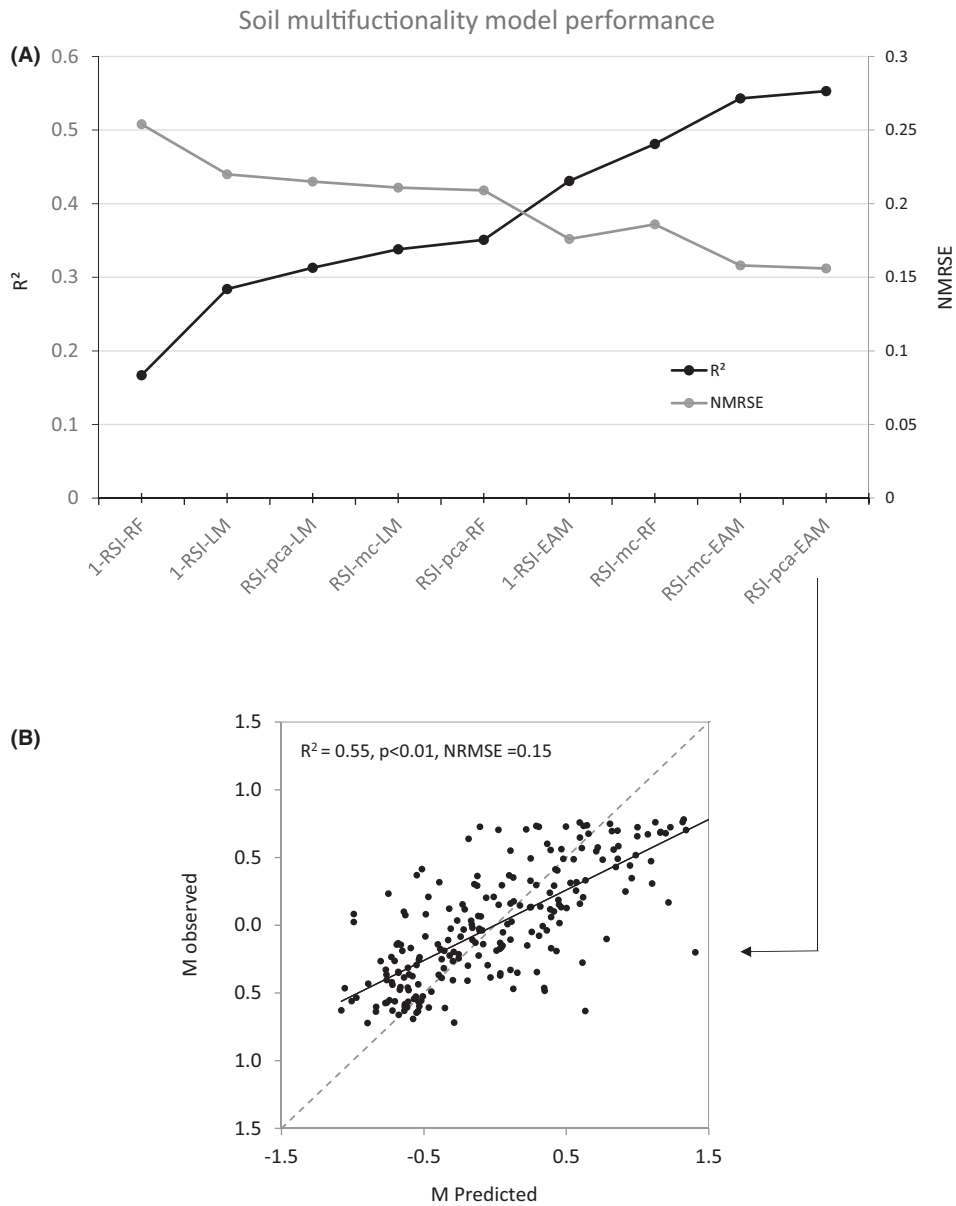 Soil multifuctionality model performance
(A)
0.6
0.5
0.4
0.3
0.2
0.1
0
R²
0.3
0.25
0.2
0.15
0.1
0.05
0
NMRSE
R²
NMRSE
1-RSI-RF
1-RSI-LM
RSI-pca-LM
RSI-mc-LM
RSI-pca-RF
1-RSI-EAM
RSI-mc-RF
RSI-mc-EAM
RSI-pca-EAM
(B)
R² = 0.55, p<0.01, NRMSE =0.15
1.5
1.0
0.5
0.0
0.5
1.0
1.5
M observed
-1.5
-0.5
0.5
1.5
M Predicted